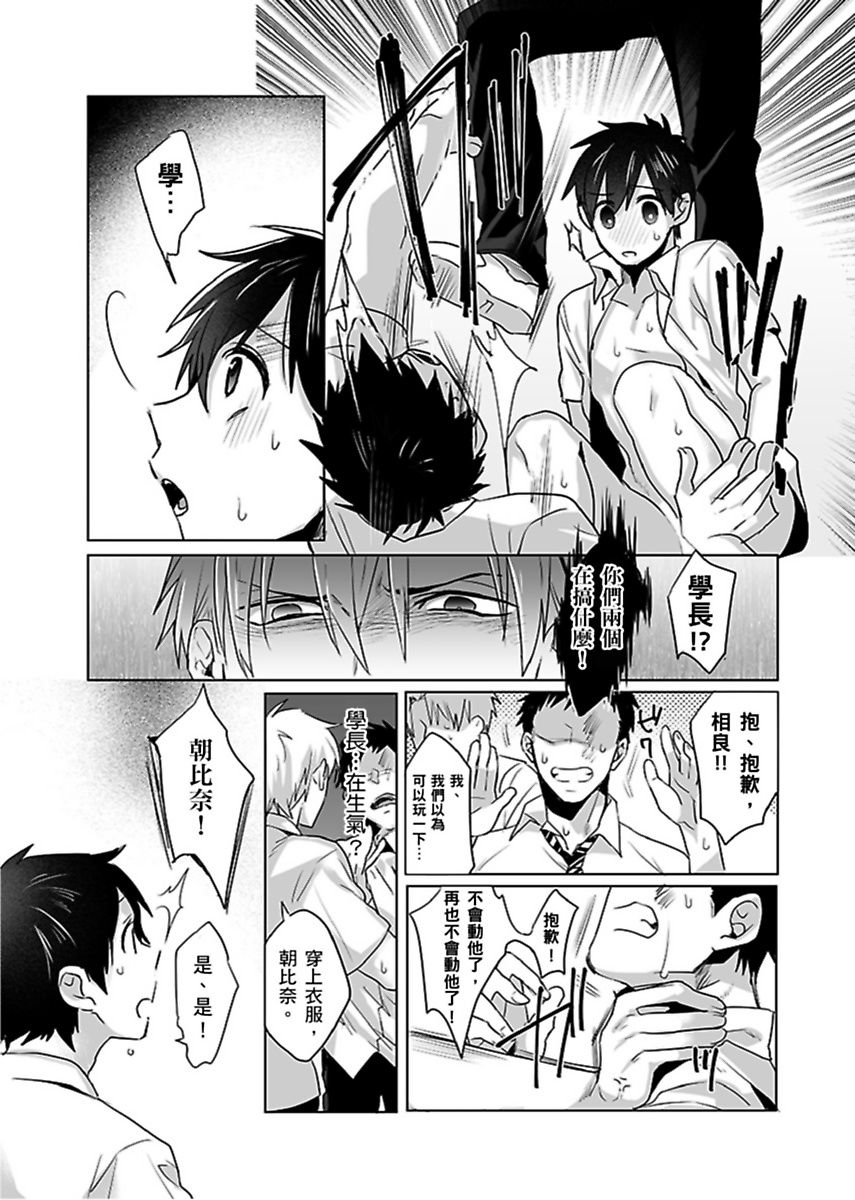 學…
學長!?
你們兩個
在搞什麼！
抱、抱歉，
相良!!
我、
我們以為
可以玩一下…
抱歉！
不會動他了，
再也不會動他了！
學長…在生氣？
穿上衣服，
朝比奈。
朝比奈！
是、是！